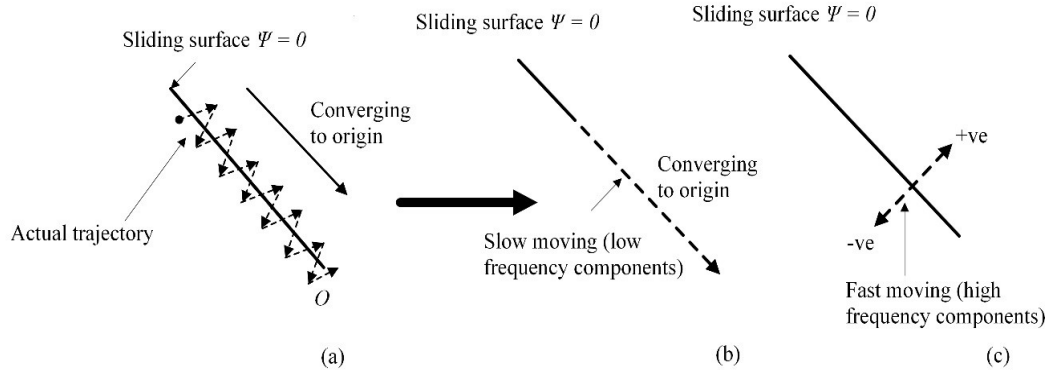 Sliding surface Ψ = 0
Converging
to origin
Actual trajectory
O
(a)
Sliding surface Ψ = 0
Converging
to origin
Slow moving (low
frequency components)
(b)
Sliding surface Ψ = 0
+ve
-ve
Fast moving (high
frequency components)
(c)